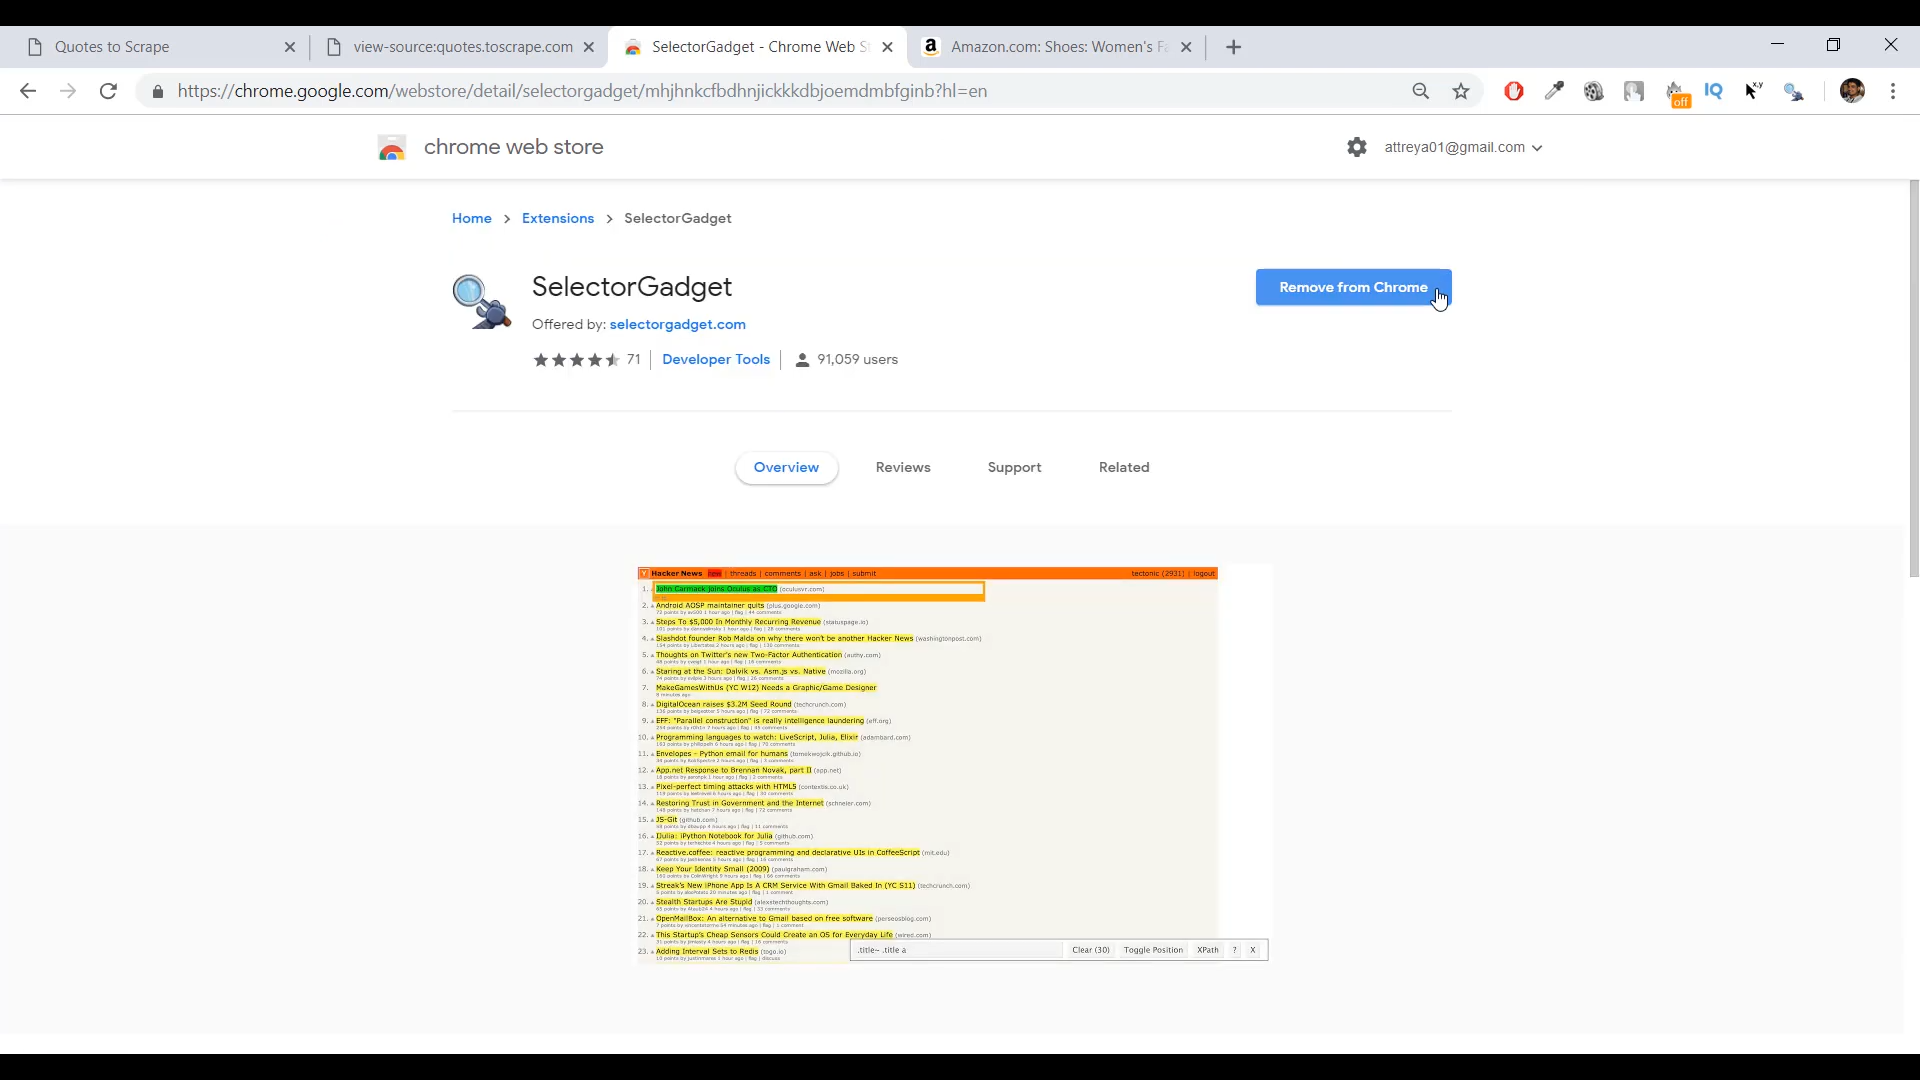 Quotes to Scrape
view-source:quotes.toscrape.com
SelectorGadget - Chrome Web S
Amazon.com: Shoes: Women's Fa
https://chrome.google.com/webstore/detail/selectorgadget/mhjhnkcfbdhnjickkkdbjoemdmbfginb?hl=en
off
IQ
x,y
chrome web store
attreya01@gmail.com
Home > Extensions > SelectorGadget
SelectorGadget
Remove from Chrome
Offered by: selectorgadget.com
71
Developer Tools
91,059 users
Overview
Reviews
Support
Related
Y Hacker News new | threads | comments | ask | jobs | submit
tectonic (2931) | logout
1. John Carmack joins Oculus as CTO (oculusvr.com)
2. Android AOSP maintainer quits (plus.google.com)
3. Steps To $5,000 In Monthly Recurring Revenue (statuspage.io)
4. Slashdot founder Rob Malda on why there won't be another Hacker News (washingtonpost.com)
5. Thoughts on Twitter's new Two-Factor Authentication (authy.com)
6. Staring at the Sun: Dalvik vs. Asm.js vs. Native (mozilla.org)
7. MakeGamesWithUs (YC W12) Needs a Graphic/Game Designer
8 minutes ago
8. DigitalOcean raises $3.2M Seed Round (techcrunch.com)
9. EFF: "Parallel construction" is really intelligence laundering (eff.org)
10. Programming languages to watch: LiveScript, Julia, Elixir (adambard.com)
11. Envelopes - Python email for humans (tomekwojcik.github.io)
12. App.net Response to Brennan Novak, part II (app.net)
13. Pixel-perfect timing attacks with HTML5 (contextis.co.uk)
14. Restoring Trust in Government and the Internet (schneier.com)
15. JS-Git (github.com)
16. IJulia: iPython Notebook for Julia (github.com)
17. Reactive.coffee: reactive programming and declarative UIs in CoffeeScript (mit.edu)
18. Keep Your Identity Small (2009) (paulgraham.com)
19. Streak's New iPhone App Is A CRM Service With Gmail Baked In (YC S11) (techcrunch.com)
20. Stealth Startups Are Stupid (alexstechthoughts.com)
21. OpenMailBox: An alternative to Gmail based on free software (perseosblog.com)
22. This Startup's Cheap Sensors Could Create an OS for Everyday Life (wired.com)
23. Adding Interval Sets to Redis (togo.io)
.title~ .title a
Clear (30)
Toggle Position
XPath
?
X